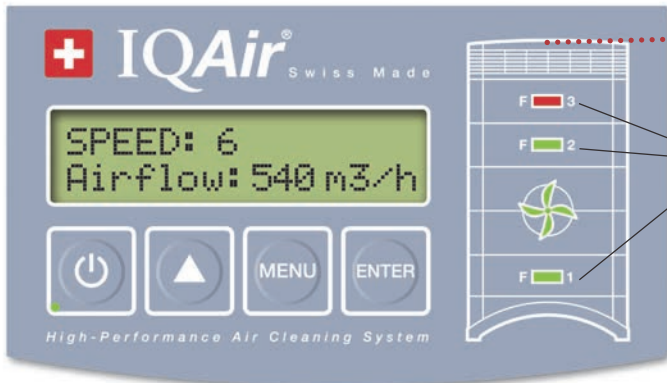 IQAir®
Swiss Made
SPEED: 6
Airflow: 540 m3/h
MENU
ENTER
High-Performance Air Cleaning System
F 3
F 2
F 1